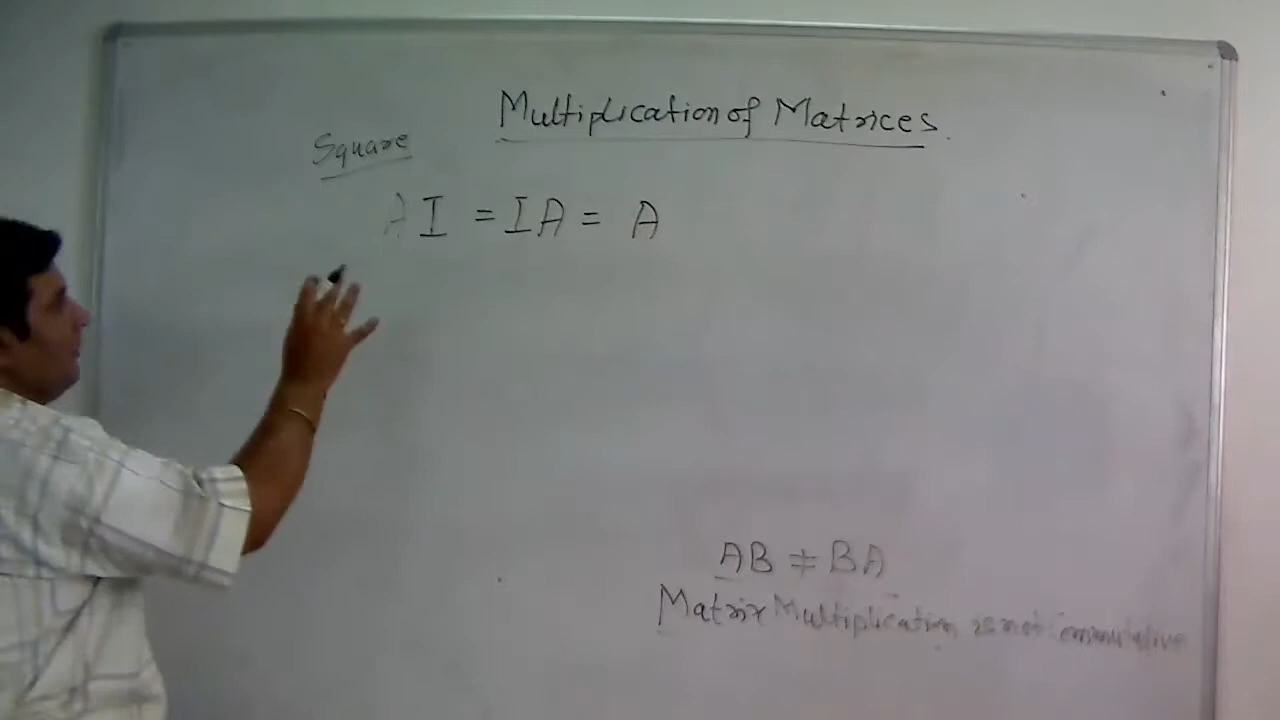 Multiplication of Matrices
Square
AI = IA = A
AB ≠ BA
Matrix Multiplication is not commutative